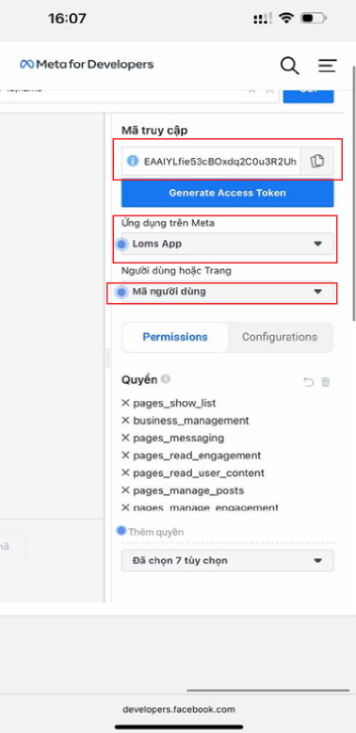 16:07
Meta for Developers
Mã truy cập
EAAIYLfie53cBOxdq2C0u3R2Uh
Generate Access Token
Ứng dụng trên Meta
Loms App
Người dùng hoặc Trang
Mã người dùng
Permissions
Configurations
Quyền
pages_show_list
business_management
pages_messaging
pages_read_engagement
pages_read_user_content
pages_manage_posts
pages_manage_engagement
Thêm quyền
Đã chọn 7 tùy chọn
developers.facebook.com